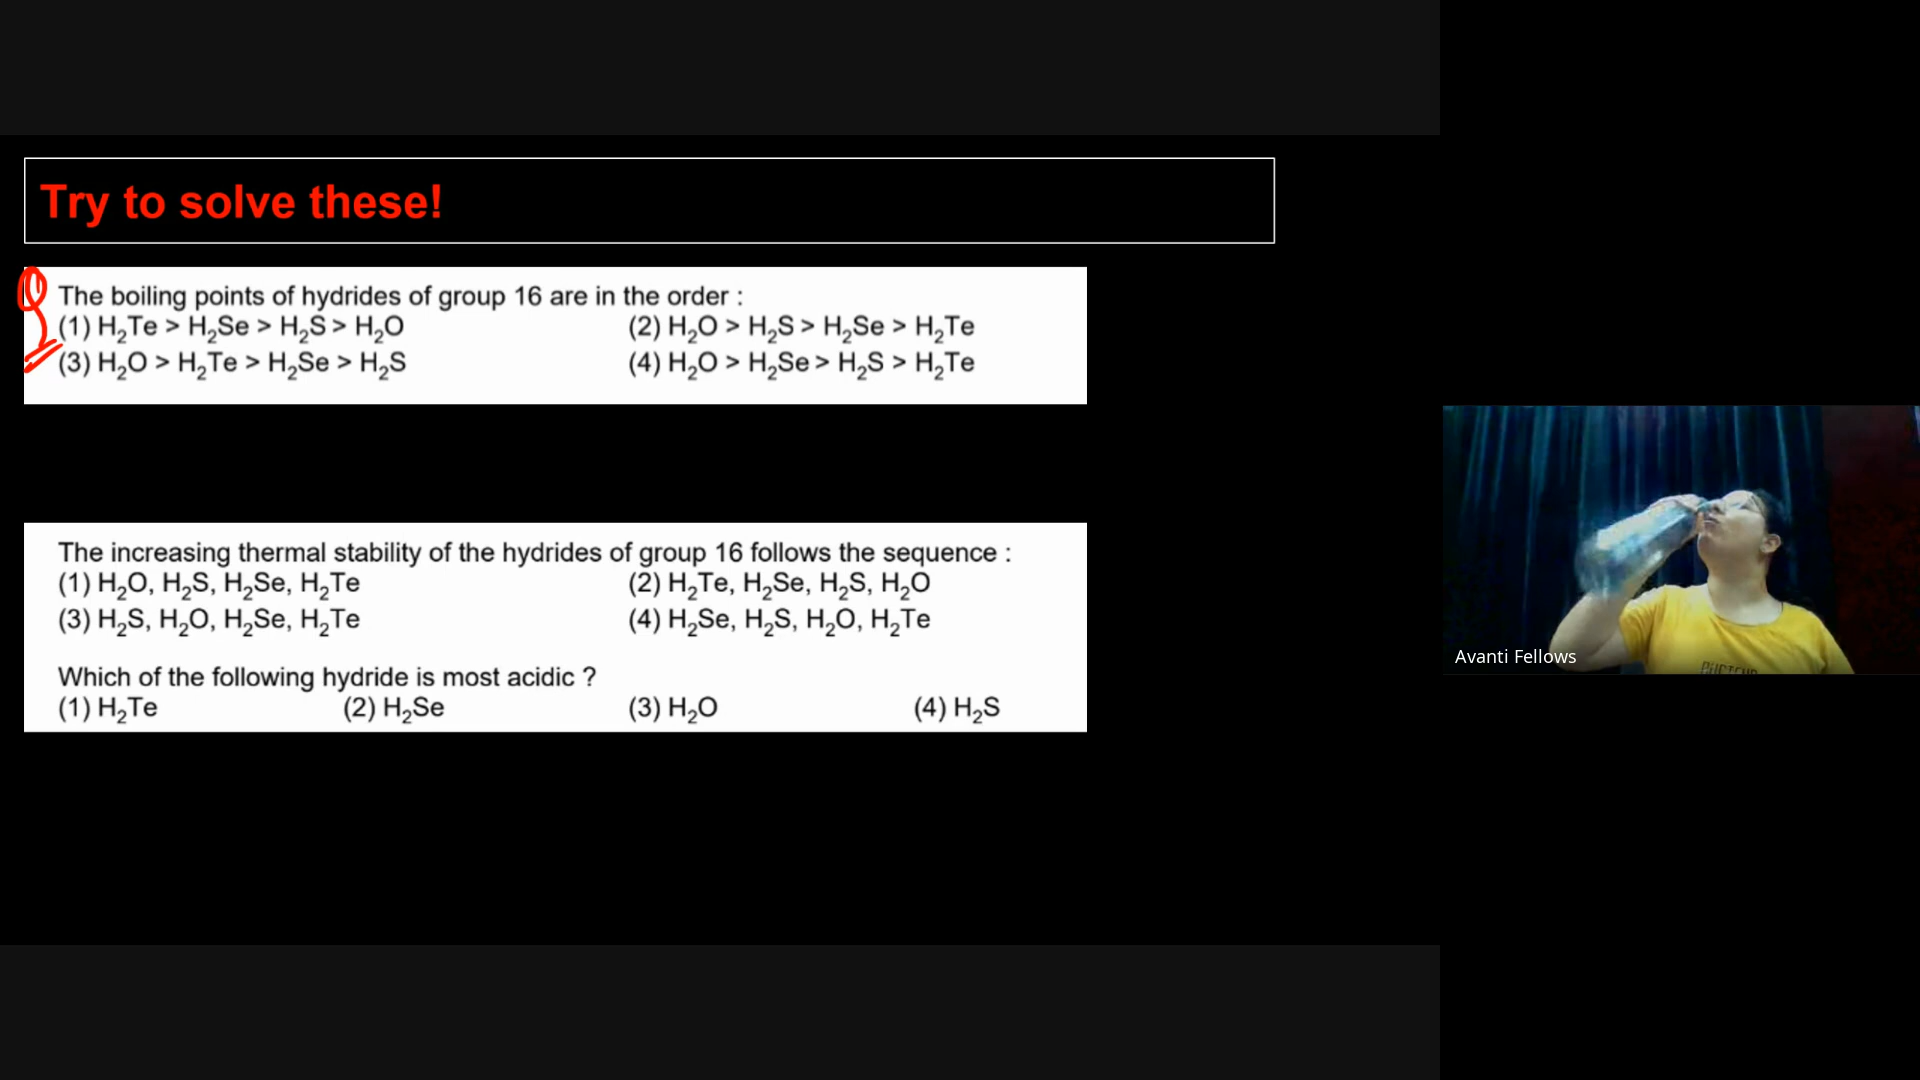 Try to solve these!
The boiling points of hydrides of group 16 are in the order :
(1) H₂Te > H₂Se > H₂S > H₂O (2) H₂O > H₂S > H₂Se > H₂Te
(3) H₂O > H₂Te > H₂Se > H₂S (4) H₂O > H₂Se > H₂S > H₂Te
The increasing thermal stability of the hydrides of group 16 follows the sequence :
(1) H₂O, H₂S, H₂Se, H₂Te (2) H₂Te, H₂Se, H₂S, H₂O
(3) H₂S, H₂O, H₂Se, H₂Te (4) H₂Se, H₂S, H₂O, H₂Te
Which of the following hydride is most acidic ?
(1) H₂Te (2) H₂Se (3) H₂O (4) H₂S
Avanti Fellows